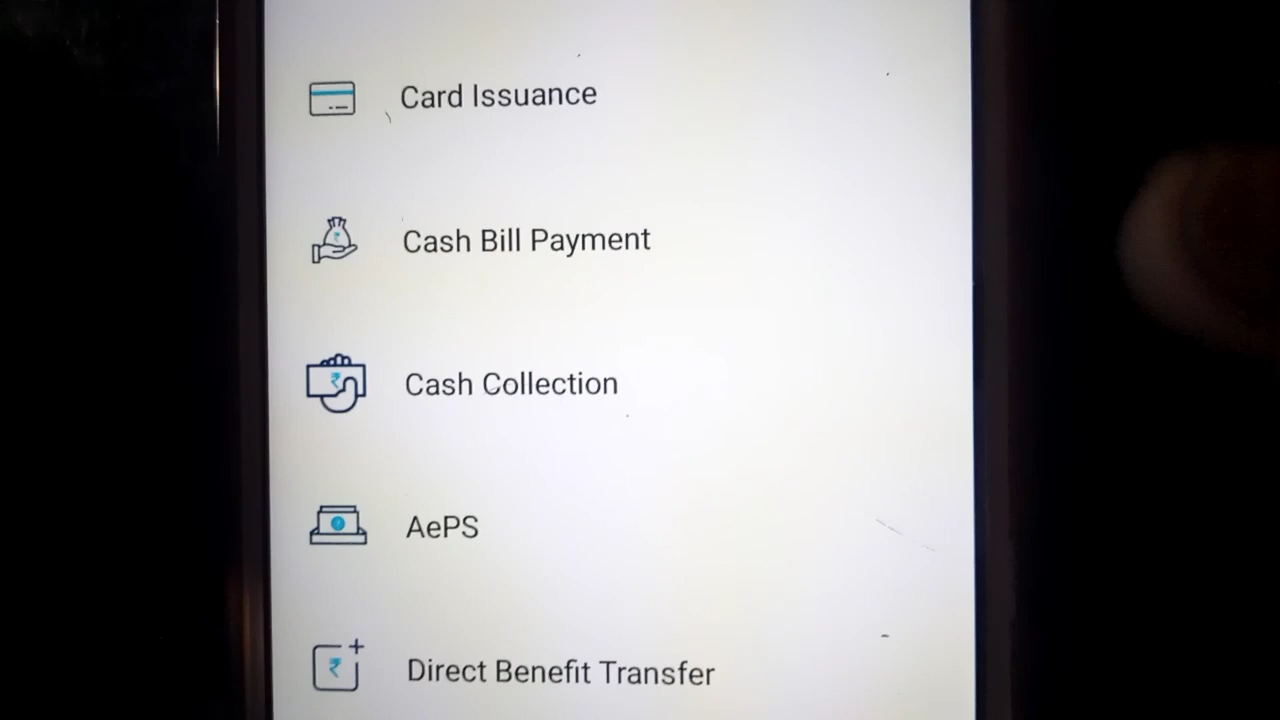 Card Issuance
Cash Bill Payment
Cash Collection
AePS
Direct Benefit Transfer